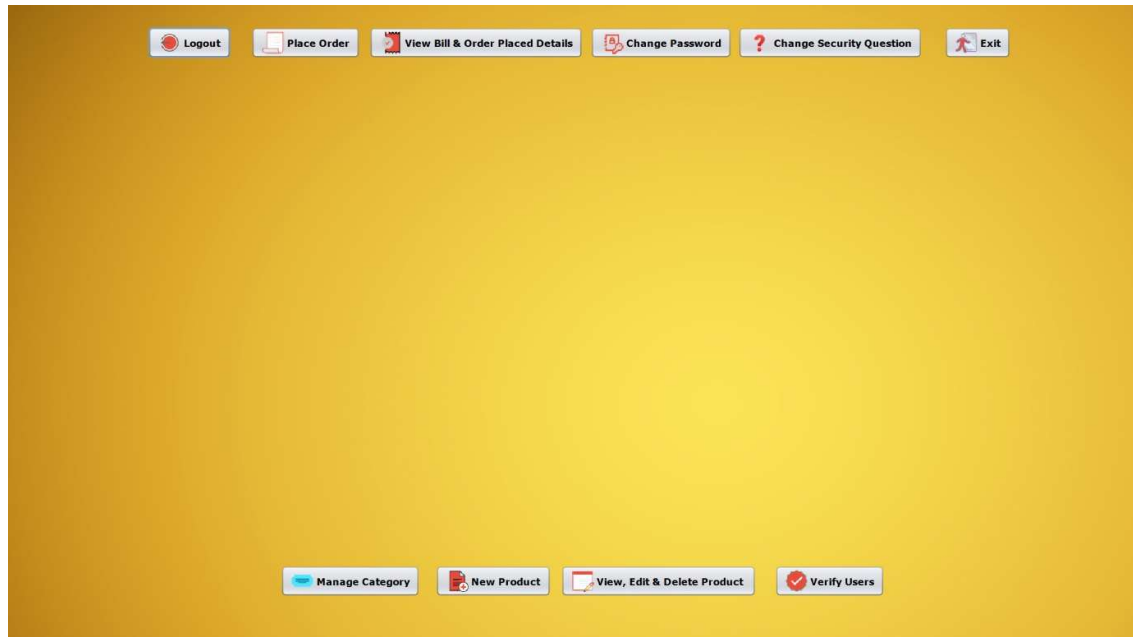 Logout Place Order View Bill & Order Placed Details Change Password Change Security Question Exit
Manage Category New Product View, Edit & Delete Product Verify Users